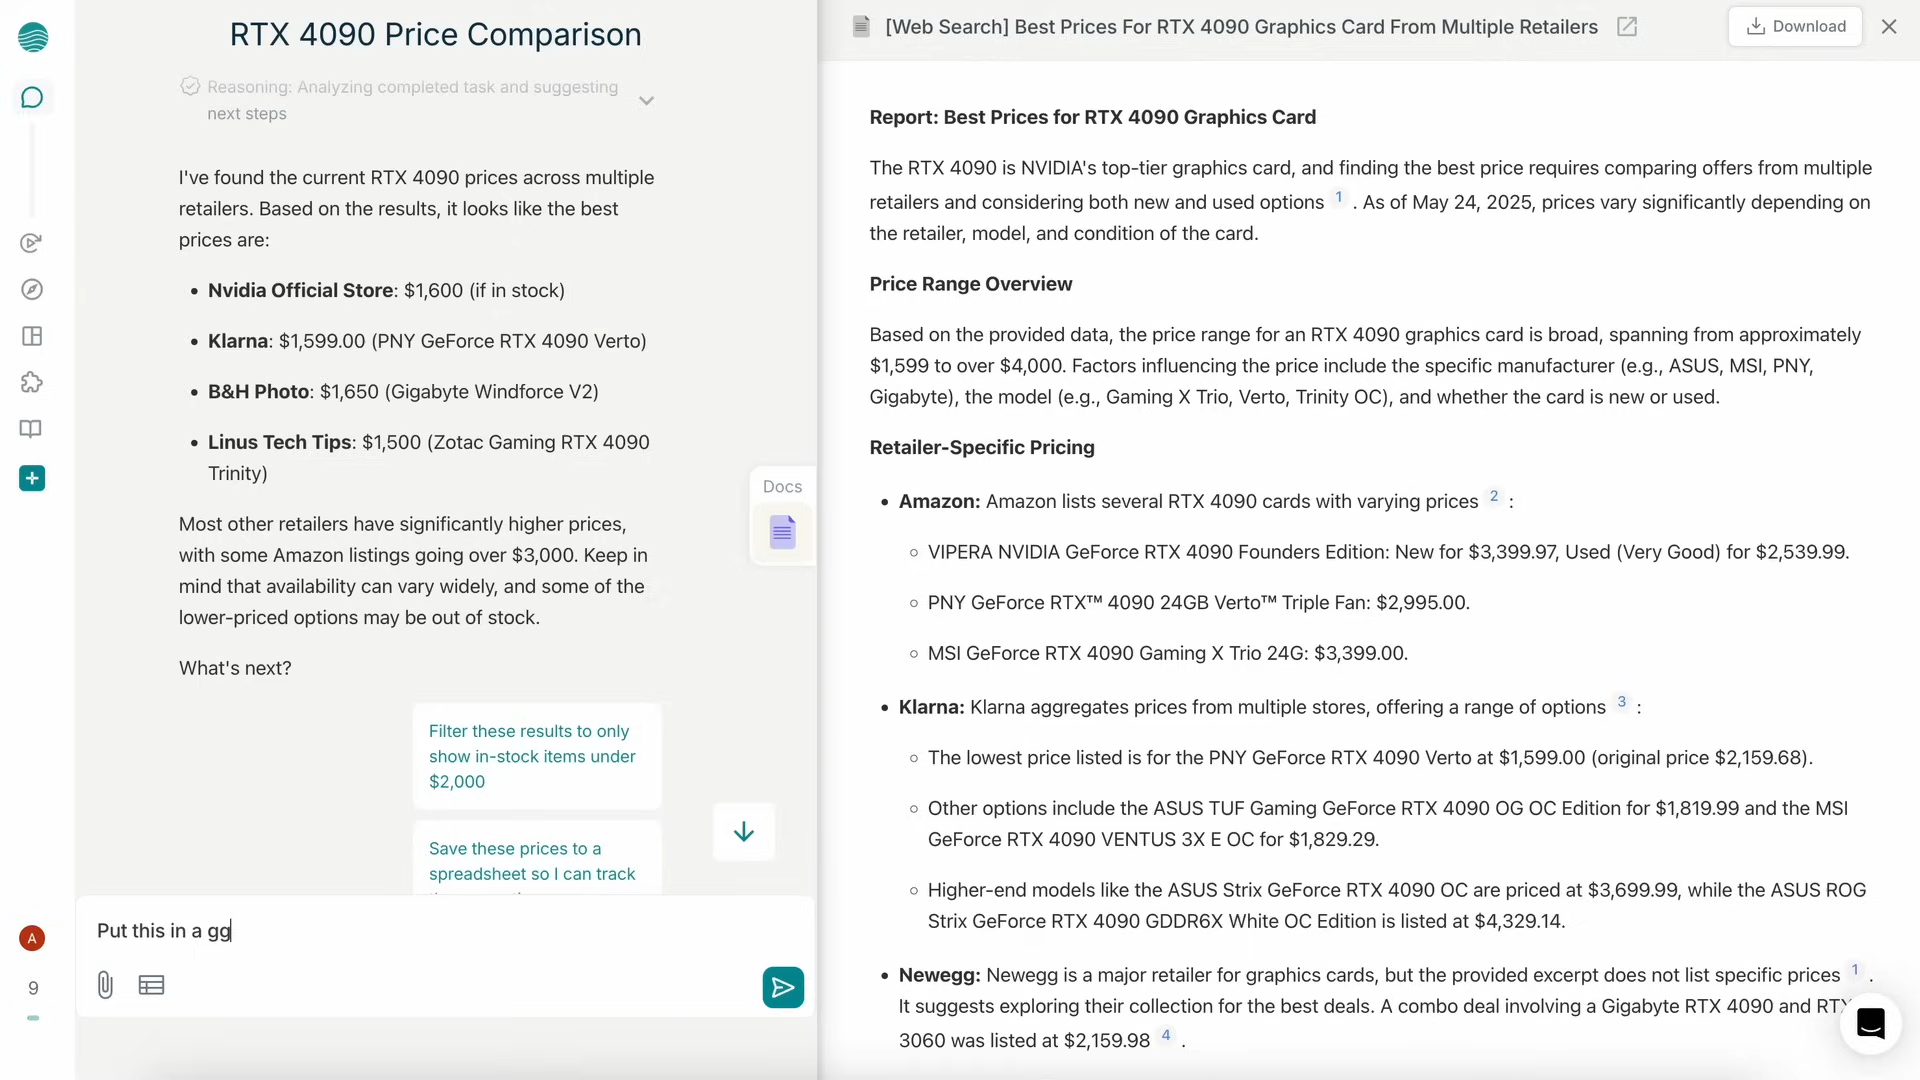 RTX 4090 Price Comparison
Reasoning: Analyzing completed task and suggesting
next steps
I've found the current RTX 4090 prices across multiple
retailers. Based on the results, it looks like the best
prices are:
• Nvidia Official Store: $1,600 (if in stock)
• Klarna: $1,599.00 (PNY GeForce RTX 4090 Verto)
• B&H Photo: $1,650 (Gigabyte Windforce V2)
• Linus Tech Tips: $1,500 (Zotac Gaming RTX 4090
Trinity)
Most other retailers have significantly higher prices,
with some Amazon listings going over $3,000. Keep in
mind that availability can vary widely, and some of the
lower-priced options may be out of stock.
What's next?
Filter these results to only
show in-stock items under
$2,000
Save these prices to a
spreadsheet so I can track
Docs
Put this in a gg
A
9
[Web Search] Best Prices For RTX 4090 Graphics Card From Multiple Retailers
Download
Report: Best Prices for RTX 4090 Graphics Card
The RTX 4090 is NVIDIA's top-tier graphics card, and finding the best price requires comparing offers from multiple
retailers and considering both new and used options 1 . As of May 24, 2025, prices vary significantly depending on
the retailer, model, and condition of the card.
Price Range Overview
Based on the provided data, the price range for an RTX 4090 graphics card is broad, spanning from approximately
$1,599 to over $4,000. Factors influencing the price include the specific manufacturer (e.g., ASUS, MSI, PNY,
Gigabyte), the model (e.g., Gaming X Trio, Verto, Trinity OC), and whether the card is new or used.
Retailer-Specific Pricing
• Amazon: Amazon lists several RTX 4090 cards with varying prices 2 :
◦ VIPERA NVIDIA GeForce RTX 4090 Founders Edition: New for $3,399.97, Used (Very Good) for $2,539.99.
◦ PNY GeForce RTX™ 4090 24GB Verto™ Triple Fan: $2,995.00.
◦ MSI GeForce RTX 4090 Gaming X Trio 24G: $3,399.00.
• Klarna: Klarna aggregates prices from multiple stores, offering a range of options 3 :
◦ The lowest price listed is for the PNY GeForce RTX 4090 Verto at $1,599.00 (original price $2,159.68).
◦ Other options include the ASUS TUF Gaming GeForce RTX 4090 OG OC Edition for $1,819.99 and the MSI
GeForce RTX 4090 VENTUS 3X E OC for $1,829.29.
◦ Higher-end models like the ASUS Strix GeForce RTX 4090 OC are priced at $3,699.99, while the ASUS ROG
Strix GeForce RTX 4090 GDDR6X White OC Edition is listed at $4,329.14.
• Newegg: Newegg is a major retailer for graphics cards, but the provided excerpt does not list specific prices 1 .
It suggests exploring their collection for the best deals. A combo deal involving a Gigabyte RTX 4090 and RTX
3060 was listed at $2,159.98 4 .